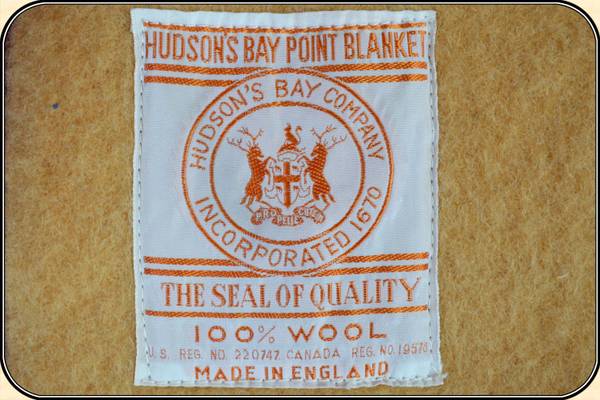 HUDSON'S BAY POINT BLANKET
HUDSON'S BAY COMPANY
PRO PELLE CUTEM
INCORPORATED 1670
THE SEAL OF QUALITY
100% WOOL
U.S. REG. NO. 220747. CANADA REG. NO. 19573.
MADE IN ENGLAND